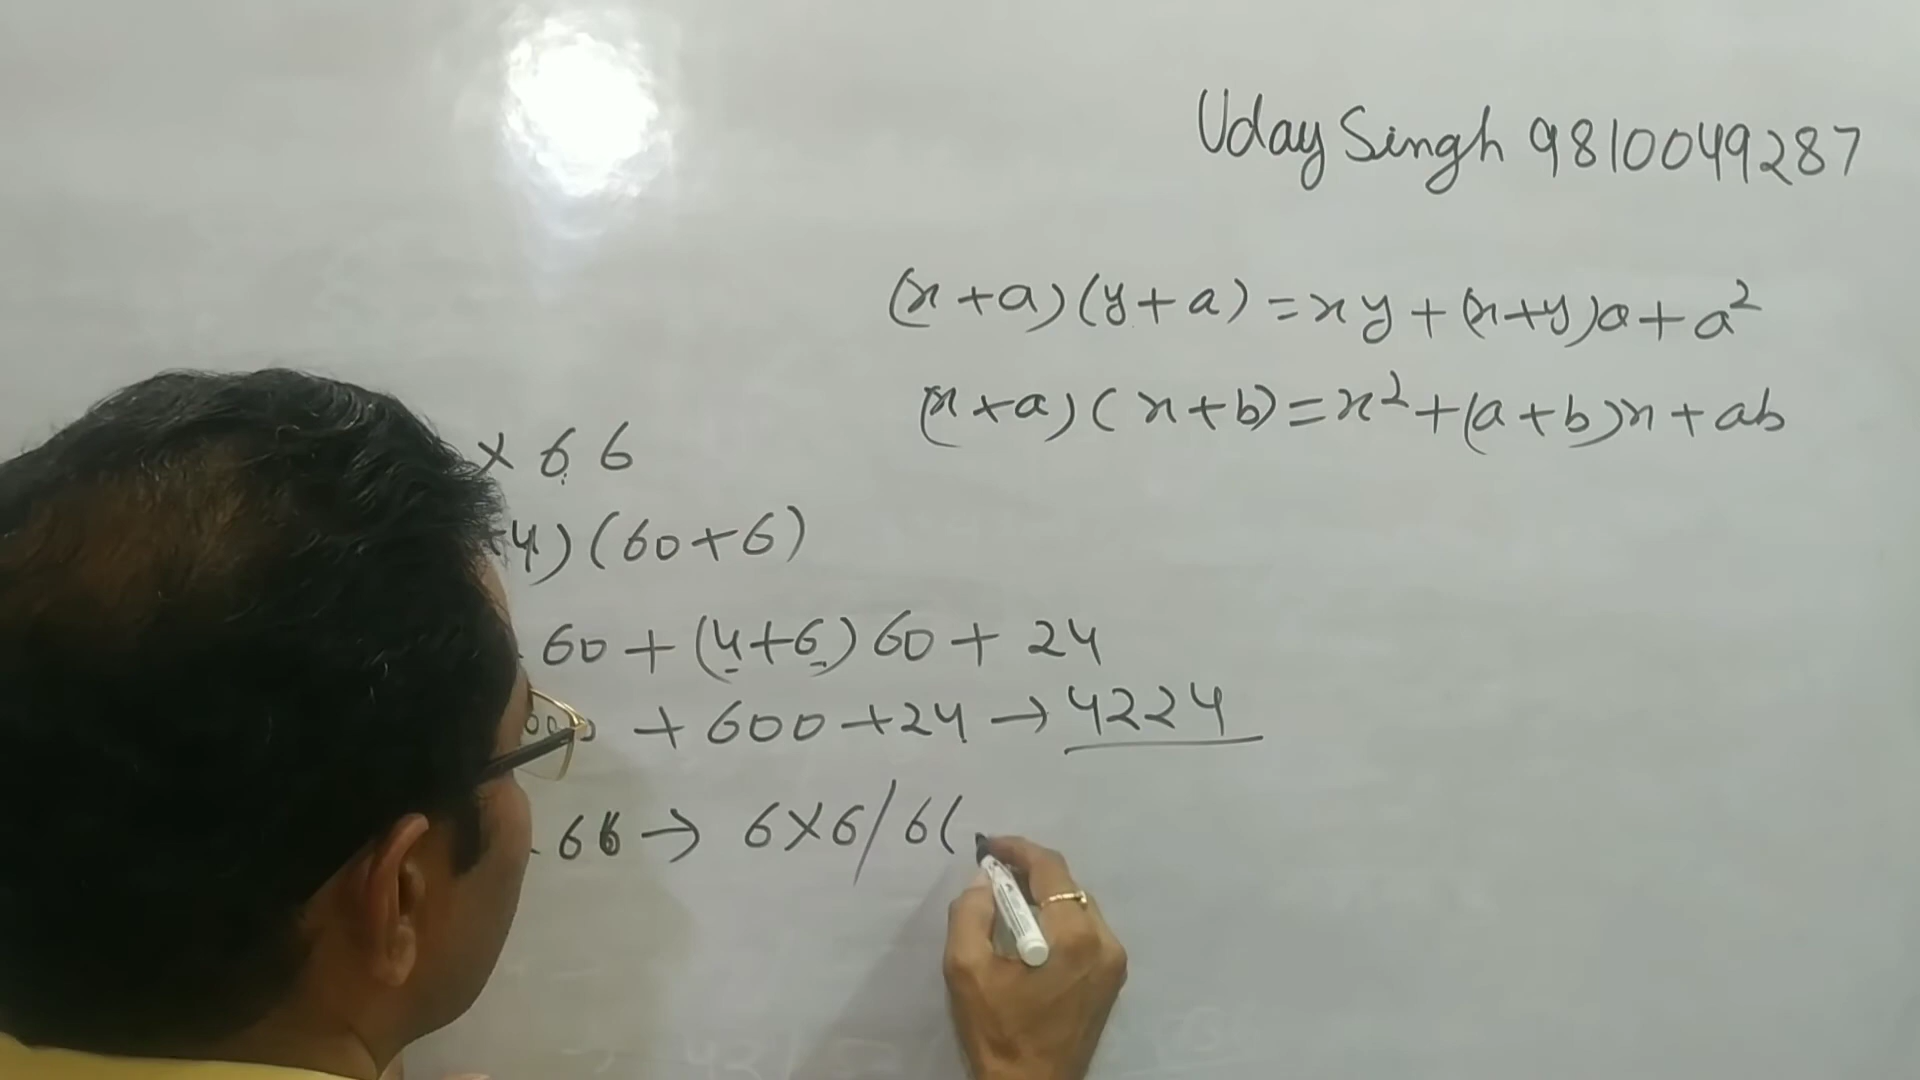 Uday Singh 9810049287
(x+a)(y+a)=xy+(x+y)a+a²
(x+a)(x+b)=x²+(a+b)x+ab
× 66
+4)(60+6)
60+(4+6)60+24
+600+24→4224
66→ 6×6/6(